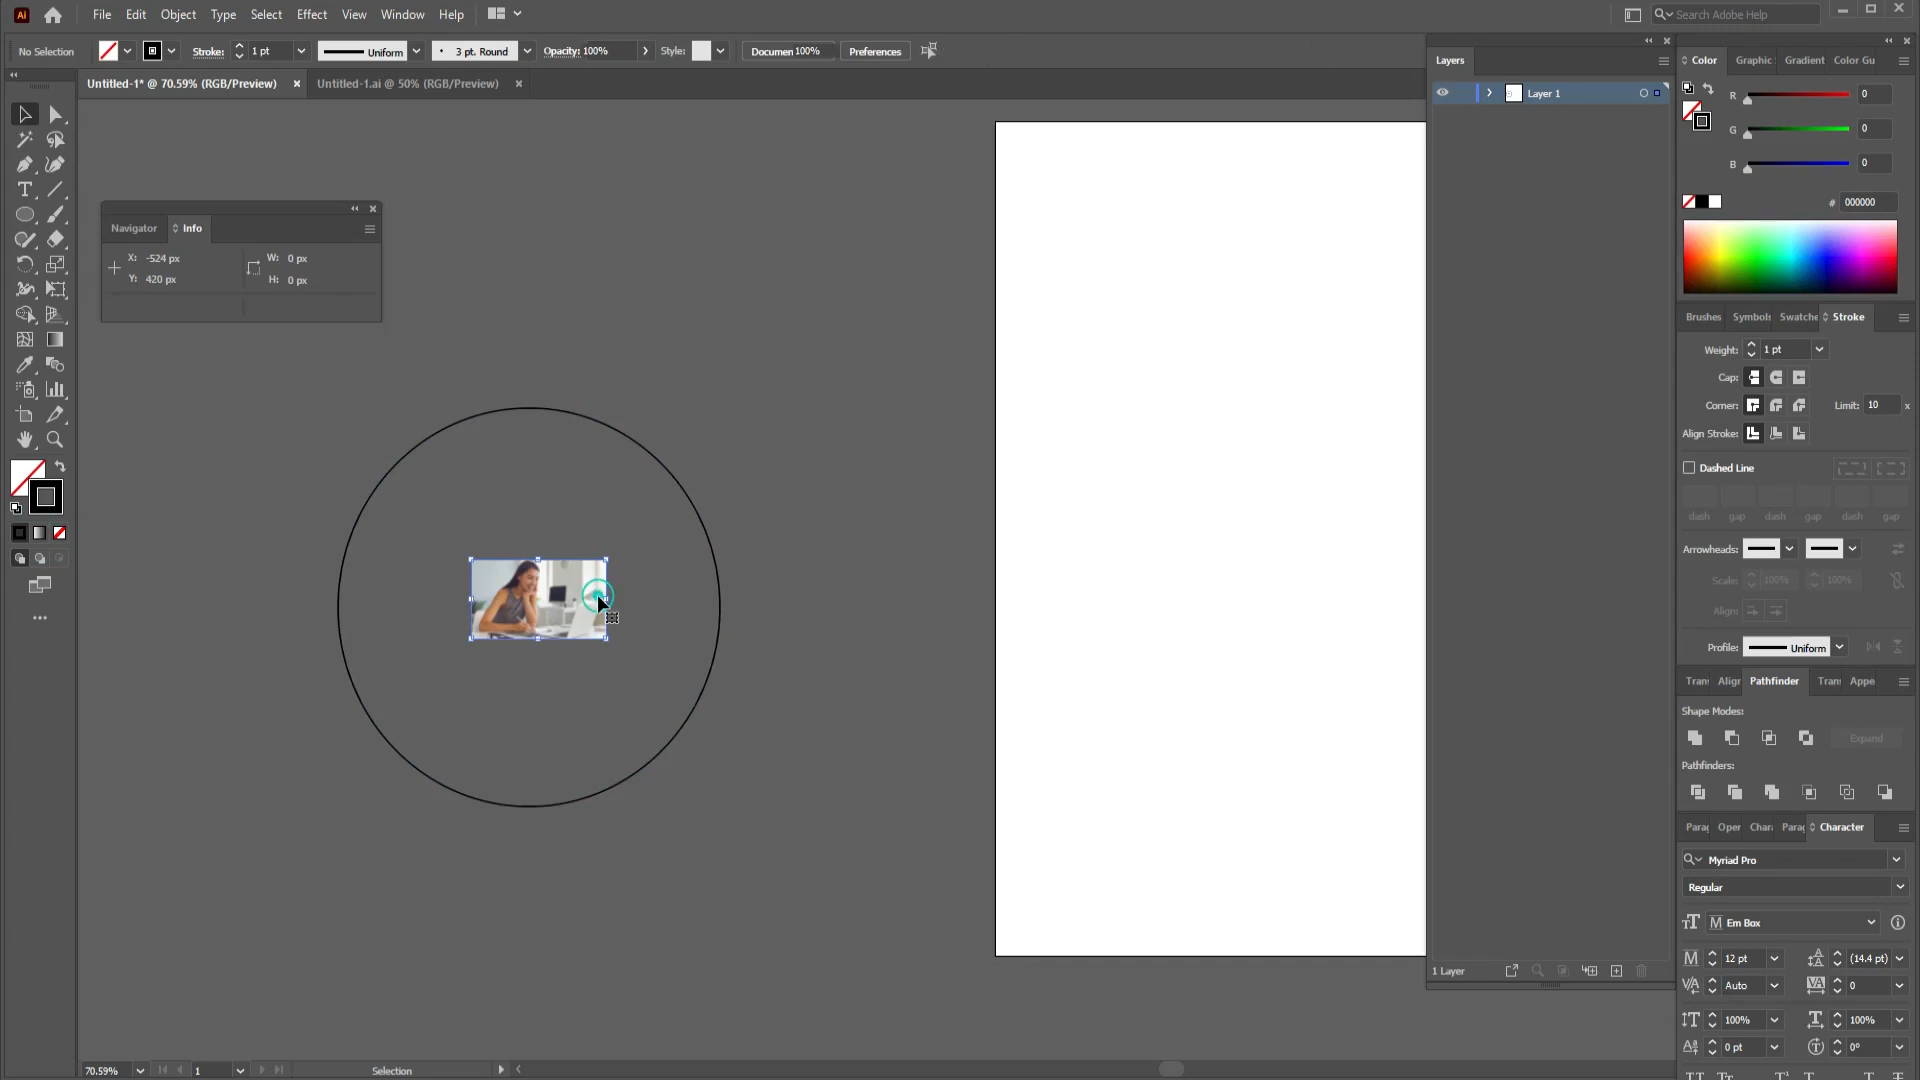 Ai File Edit Object Type Select Effect View Window Help Search Adobe Help
No Selection Stroke: 1 pt Uniform 3 pt. Round Opacity: 100% Style: Documen 100% Preferences
Untitled-1* @ 70.59% (RGB/Preview) Untitled-1.ai @ 50% (RGB/Preview)
Navigator Info
X: -524 px W: 0 px
Y: 420 px H: 0 px
Layers
Layer 1
1 Layer
Color Graphic Gradient Color Gu
R 0
G 0
B 0
# 000000
Brushes Symbols Swatche Stroke
Weight: 1 pt
Cap:
Corner: Limit: 10 x
Align Stroke:
Dashed Line
dash gap dash gap dash gap
Arrowheads:
Scale: 100% 100%
Align:
Profile: Uniform
Tran Align Pathfinder Tran Appe
Shape Modes:
Expand
Pathfinders:
Para Oper Char Para Character
Myriad Pro
Regular
Em Box
12 pt (14.4 pt)
Auto 0
100% 100%
0 pt 0°
70.59% 1 Selection